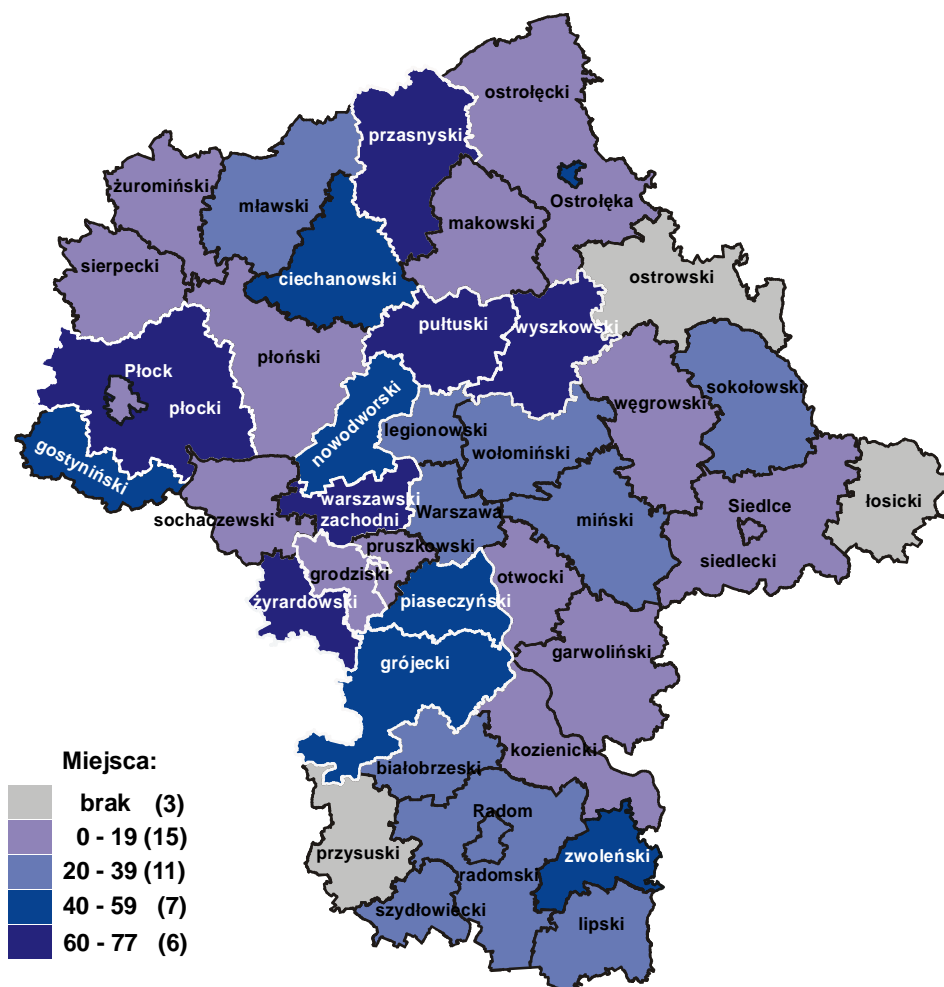 ostrołęcki
przasnyski
żuromiński
mławski
Ostrołęka
makowski
sierpecki
ciechanowski
ostrowski
pułtuski
wyszkowski
płoński
Płock
sokołowski
płocki
węgrowski
nowodworski
legionowski
wołomiński
gostyniński
warszawski
zachodni
Siedlce
łosicki
sochaczewski
Warszawa
miński
pruszkowski
siedlecki
grodziski
otwocki
żyrardowski
piaseczyński
garwoliński
grójecki
kozienicki
białobrzeski
Radom
przysuski
zwoleński
radomski
szydłowiecki
lipski
Miejsca:
brak (3)
0 - 19 (15)
20 - 39 (11)
40 - 59 (7)
60 - 77 (6)